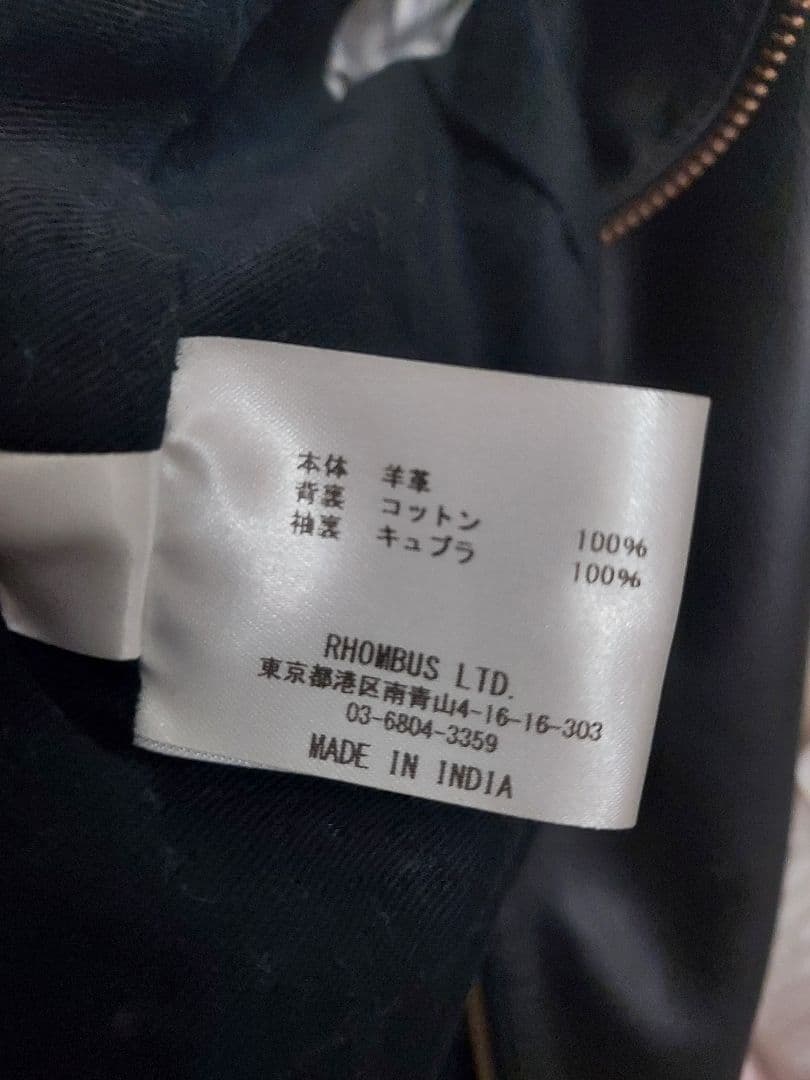 本体 羊革
背裏 コットン 100%
袖裏 キュプラ 100%
RHOMBUS LTD.
東京都港区南青山4-16-16-303
03-6804-3359
MADE IN INDIA